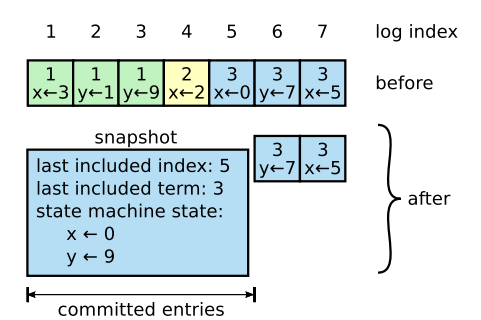 1 2 3 4 5 6 7 log index
1 1 1 2 3 3 3
x←3 y←1 y←9 x←2 x←0 y←7 x←5
before
snapshot
last included index: 5
last included term: 3
state machine state:
x ← 0
y ← 9
3 3
y←7 x←5
after
committed entries